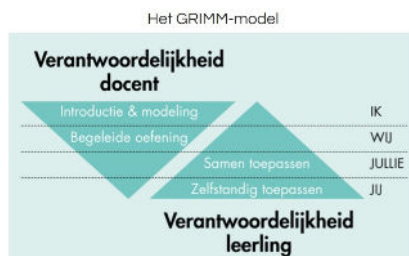 Het GRIMM-model
Verantwoordelijkheid
docent
Introductie & modeling IK
Begeleide oefening WIJ
Samen toepassen JULLIE
Zelfstandig toepassen JIJ
Verantwoordelijkheid
leerling